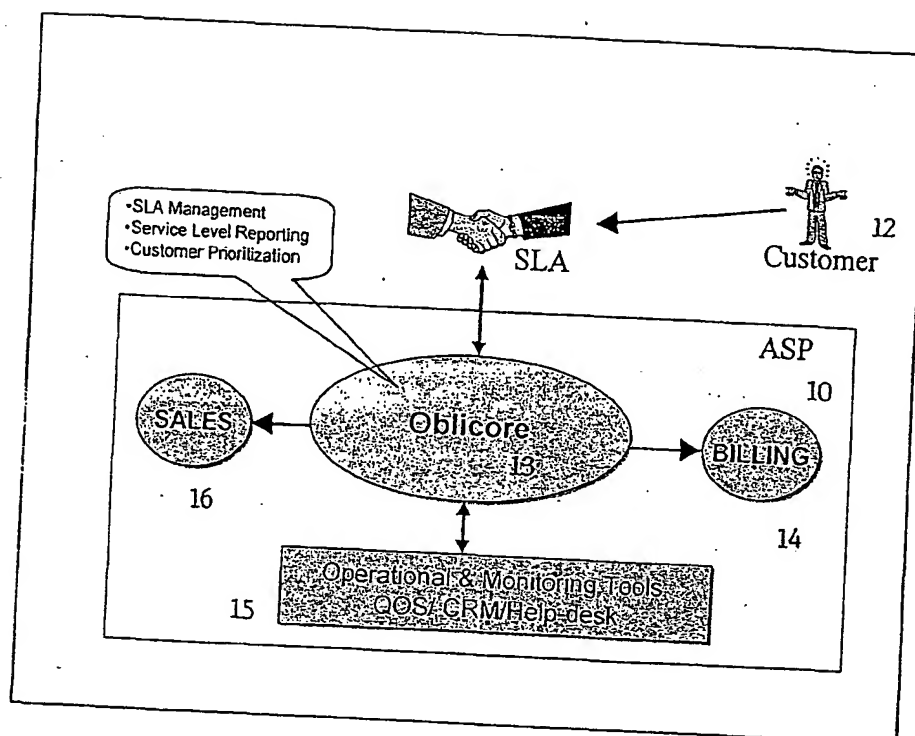 •SLA Management
•Service Level Reporting
•Customer Prioritization
SLA
12
Customer
ASP
10
SALES
Oblicore
13
BILLING
16
14
Operational & Monitoring Tools
QOS/ CRM/Help-desk
15